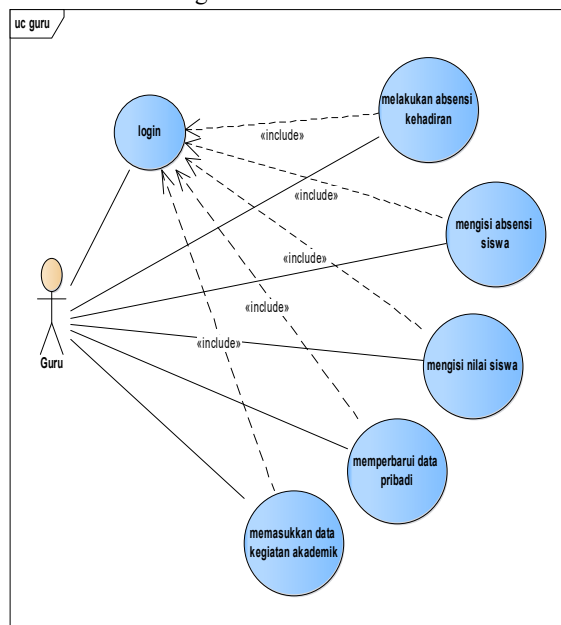 uc guru
melakukan absensi
kehadiran
login
«include»
«include»
mengisi absensi
siswa
«include»
«include»
«include»
Guru
mengisi nilai siswa
memperbarui data
pribadi
memasukkan data
kegiatan akademik